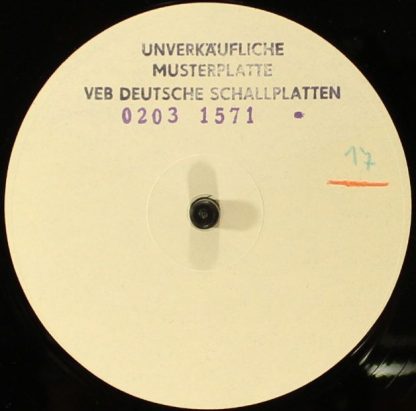 UNVERKÄUFLICHE
MUSTERPLATTE
VEB DEUTSCHE SCHALLPLATTEN
0203 1571
17